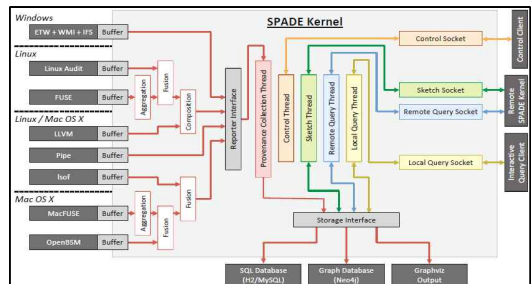 Windows
SPADE Kernel
ETW + WMI + IFS
Buffer
Linux
Linux Audit
Buffer
FUSE
Buffer
Aggregation
Fusion
Composition
Linux / Mac OS X
LLVM
Buffer
Pipe
Buffer
lsof
Buffer
Mac OS X
MacFUSE
Buffer
OpenBSM
Buffer
Aggregation
Fusion
Fusion
Reporter Interface
Provenance Collection Thread
Control Thread
Sketch Thread
Remote Query Thread
Local Query Thread
Control Socket
Sketch Socket
Remote Query Socket
Local Query Socket
Control Client
Remote
SPADE Kernel
Interactive
Query Client
Storage Interface
SQL Database
(H2/MySQL)
Graph Database
(Neo4j)
Graphviz
Output